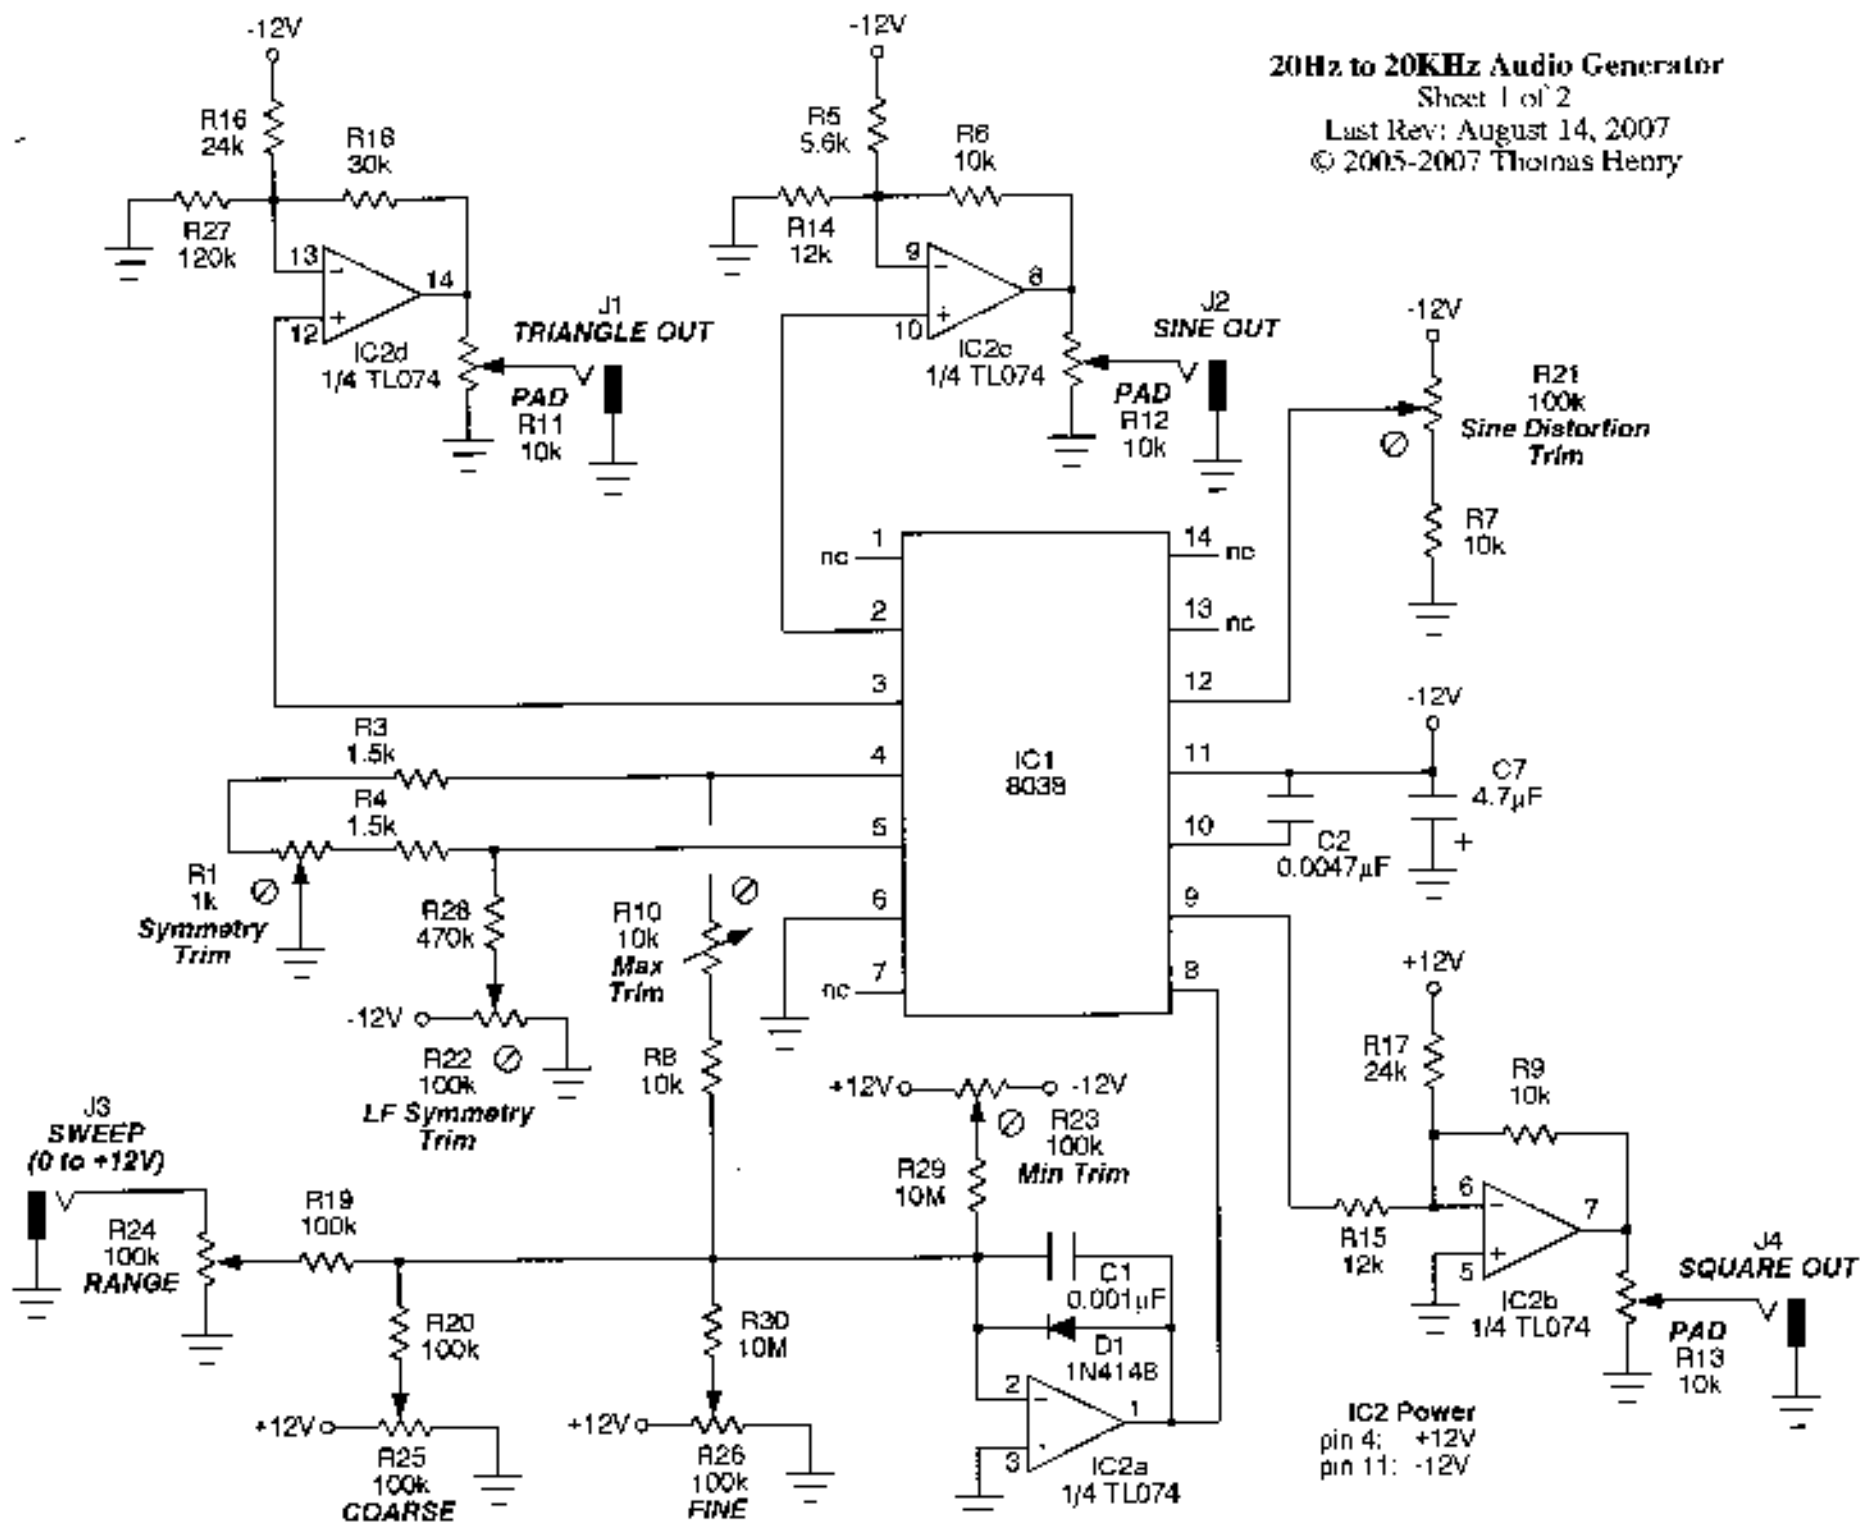 20Hz to 20KHz Audio Generator
Sheet 1 of 2
Last Rev: August 14, 2007
© 2005-2007 Thomas Henry
-12V
R16
24k
R18
30k
R27
120k
13
-
12
+
14
IC2d
1/4 TL074
J1
TRIANGLE OUT
PAD
R11
10k
-12V
R5
5.6k
R6
10k
R14
12k
9
-
10
+
8
IC2c
1/4 TL074
J2
SINE OUT
PAD
R12
10k
-12V
R21
100k
Sine Distortion
Trim
R7
10k
nc
1
2
3
4
5
6
nc
7
IC1
8038
14
nc
13
nc
12
11
10
9
8
-12V
C7
4.7µF
+
C2
0.0047µF
R3
1.5k
R4
1.5k
R1
1k
Symmetry
Trim
R28
470k
-12V
R22
100k
LF Symmetry
Trim
R10
10k
Max
Trim
R8
10k
+12V
-12V
R23
100k
Min Trim
R29
10M
J3
SWEEP
(0 to +12V)
R24
100k
RANGE
R19
100k
R20
100k
+12V
R25
100k
COARSE
R30
10M
+12V
R26
100k
FINE
C1
0.001µF
D1
1N4148
2
-
3
1
IC2a
1/4 TL074
+12V
R17
24k
R9
10k
R15
12k
6
-
5
+
7
IC2b
1/4 TL074
J4
SQUARE OUT
PAD
R13
10k
IC2 Power
pin 4: +12V
pin 11: -12V